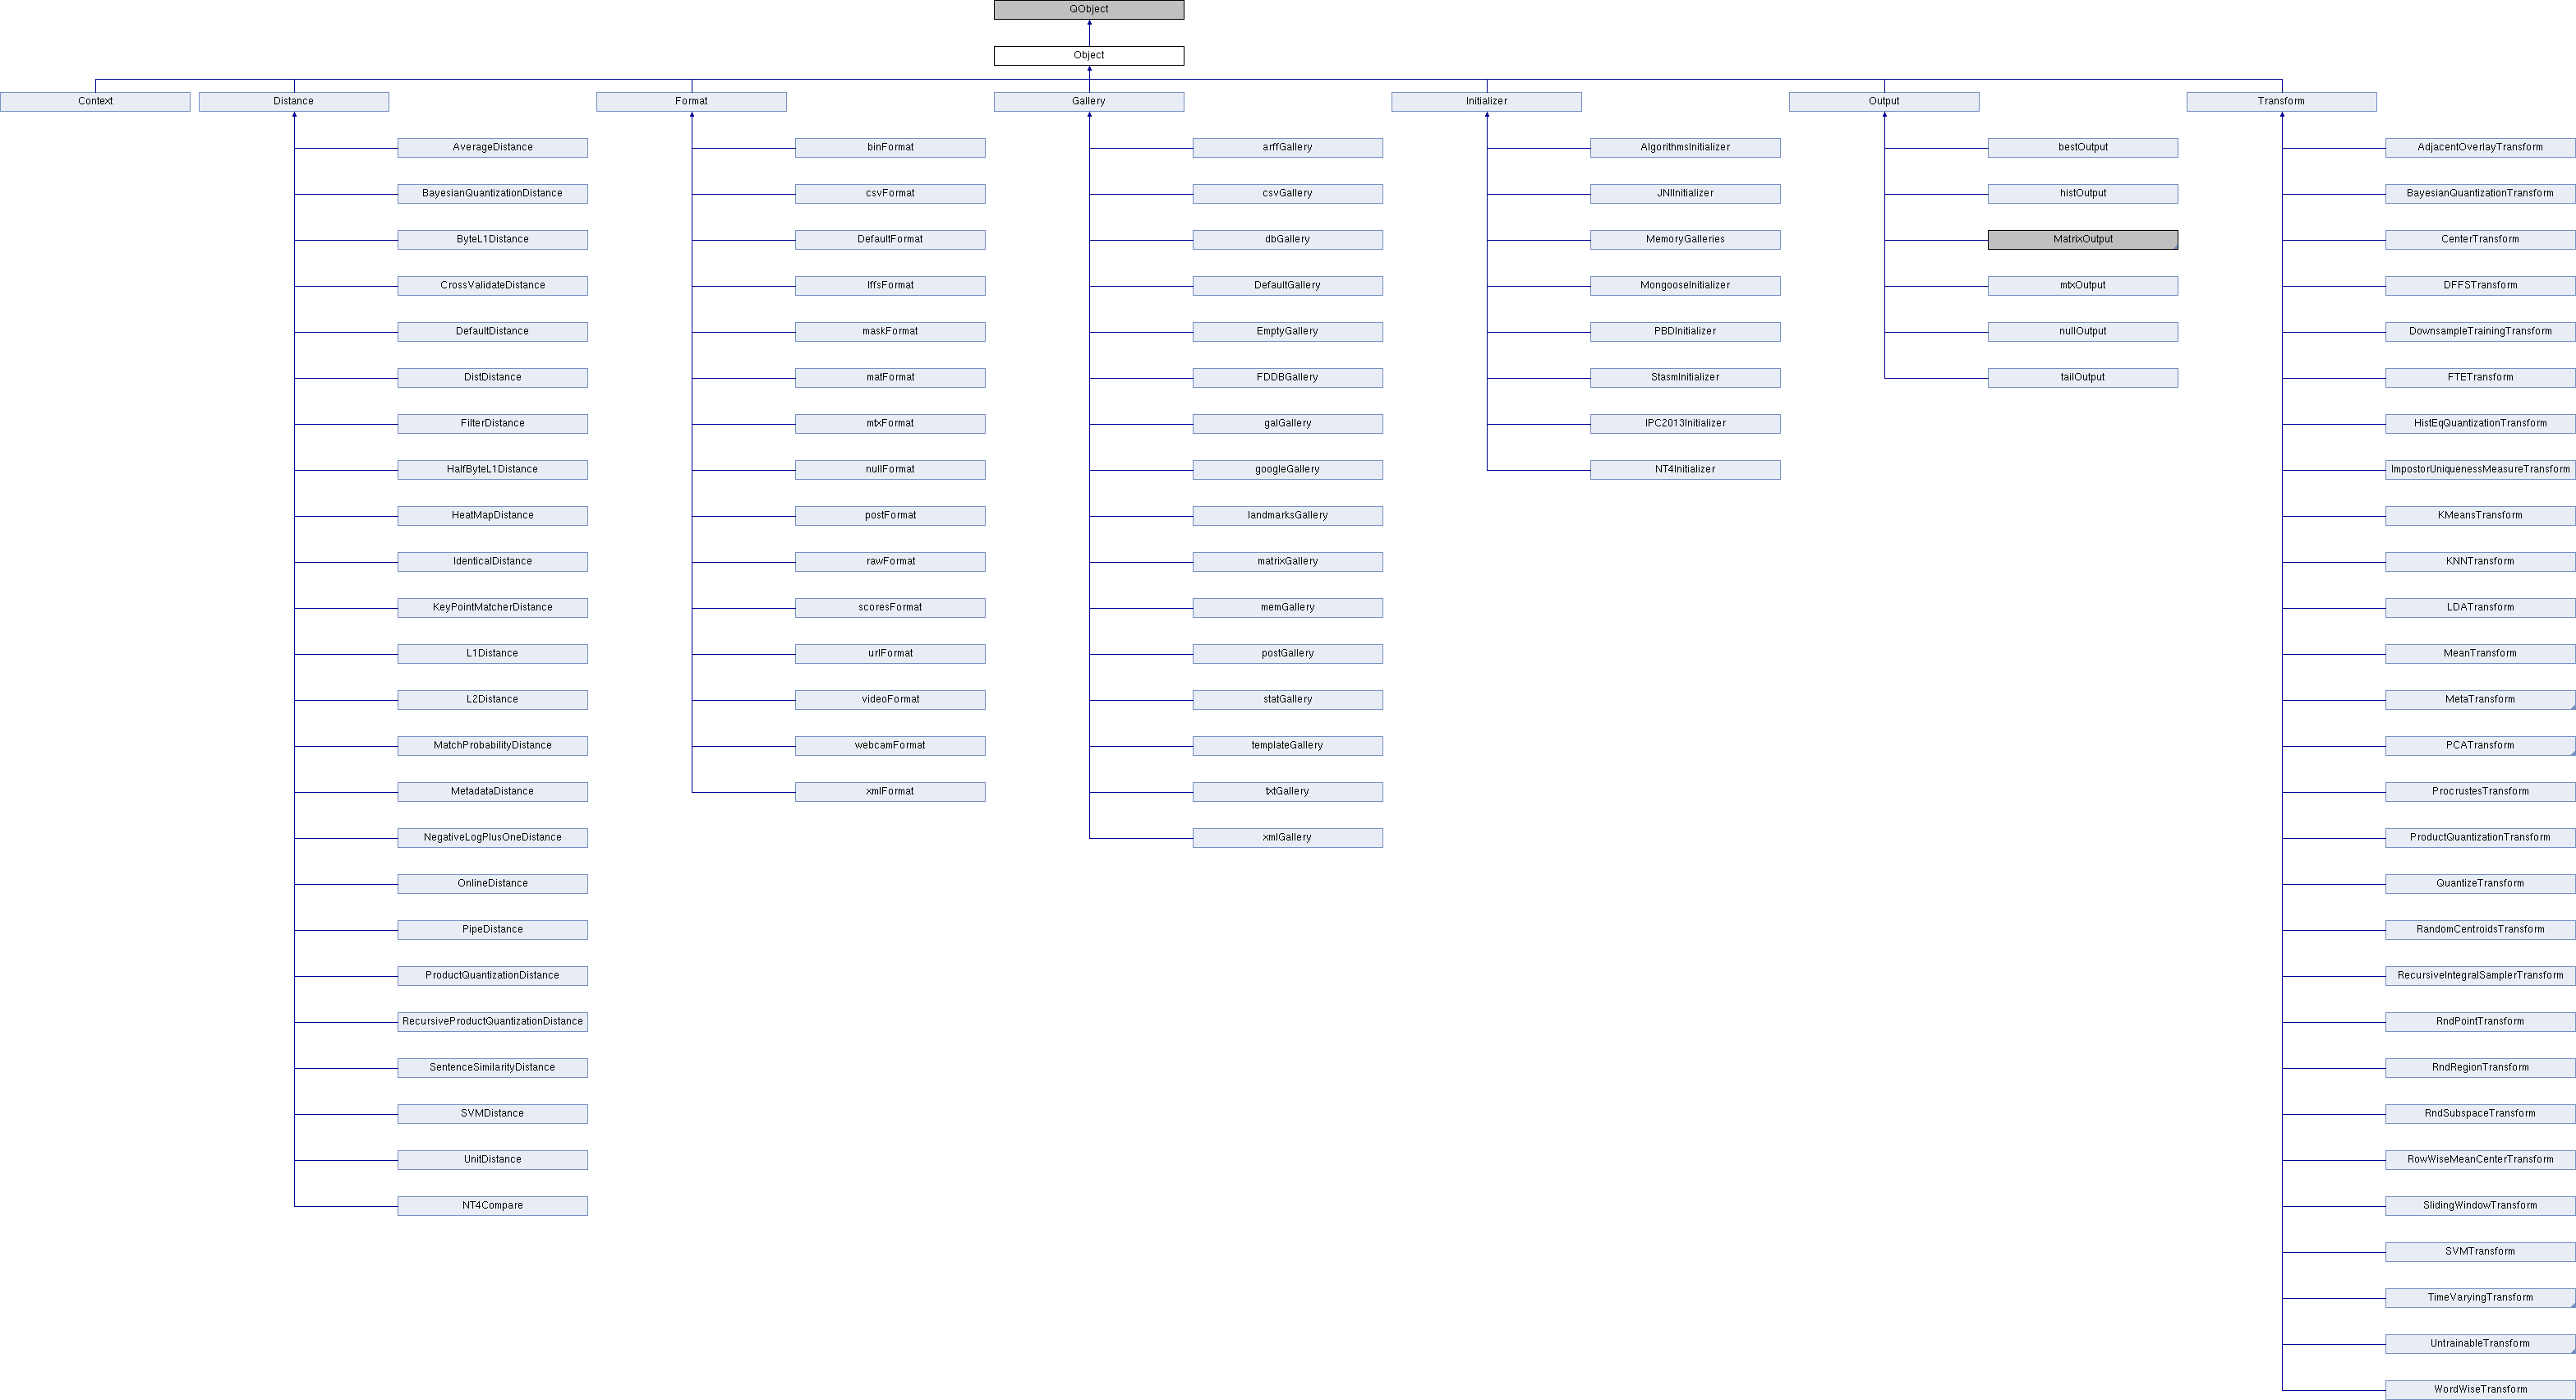 QObject
Object
Context
Distance
Format
Gallery
Initializer
Output
Transform
AverageDistance
binFormat
arffGallery
AlgorithmsInitializer
bestOutput
AdjacentOverlayTransform
BayesianQuantizationDistance
csvFormat
csvGallery
JNIInitializer
histOutput
BayesianQuantizationTransform
ByteL1Distance
DefaultFormat
dbGallery
MemoryGalleries
MatrixOutput
CenterTransform
CrossValidateDistance
lffsFormat
DefaultGallery
MongooseInitializer
mtxOutput
DFFSTransform
DefaultDistance
maskFormat
EmptyGallery
PBDInitializer
nullOutput
DownsampleTrainingTransform
DistDistance
matFormat
FDDBGallery
StasmInitializer
tailOutput
FTETransform
FilterDistance
mtxFormat
galGallery
IPC2013Initializer
HistEqQuantizationTransform
HalfByteL1Distance
nullFormat
googleGallery
NT4Initializer
ImpostorUniquenessMeasureTransform
HeatMapDistance
postFormat
landmarksGallery
KMeansTransform
IdenticalDistance
rawFormat
matrixGallery
KNNTransform
KeyPointMatcherDistance
scoresFormat
memGallery
LDATransform
L1Distance
urlFormat
postGallery
MeanTransform
L2Distance
videoFormat
statGallery
MetaTransform
MatchProbabilityDistance
webcamFormat
templateGallery
PCATransform
MetadataDistance
xmlFormat
txtGallery
ProcrustesTransform
NegativeLogPlusOneDistance
xmlGallery
ProductQuantizationTransform
OnlineDistance
QuantizeTransform
PipeDistance
RandomCentroidsTransform
ProductQuantizationDistance
RecursiveIntegralSamplerTransform
RecursiveProductQuantizationDistance
RndPointTransform
SentenceSimilarityDistance
RndRegionTransform
SVMDistance
RndSubspaceTransform
UnitDistance
RowWiseMeanCenterTransform
NT4Compare
SlidingWindowTransform
SVMTransform
TimeVaryingTransform
UntrainableTransform
WordWiseTransform